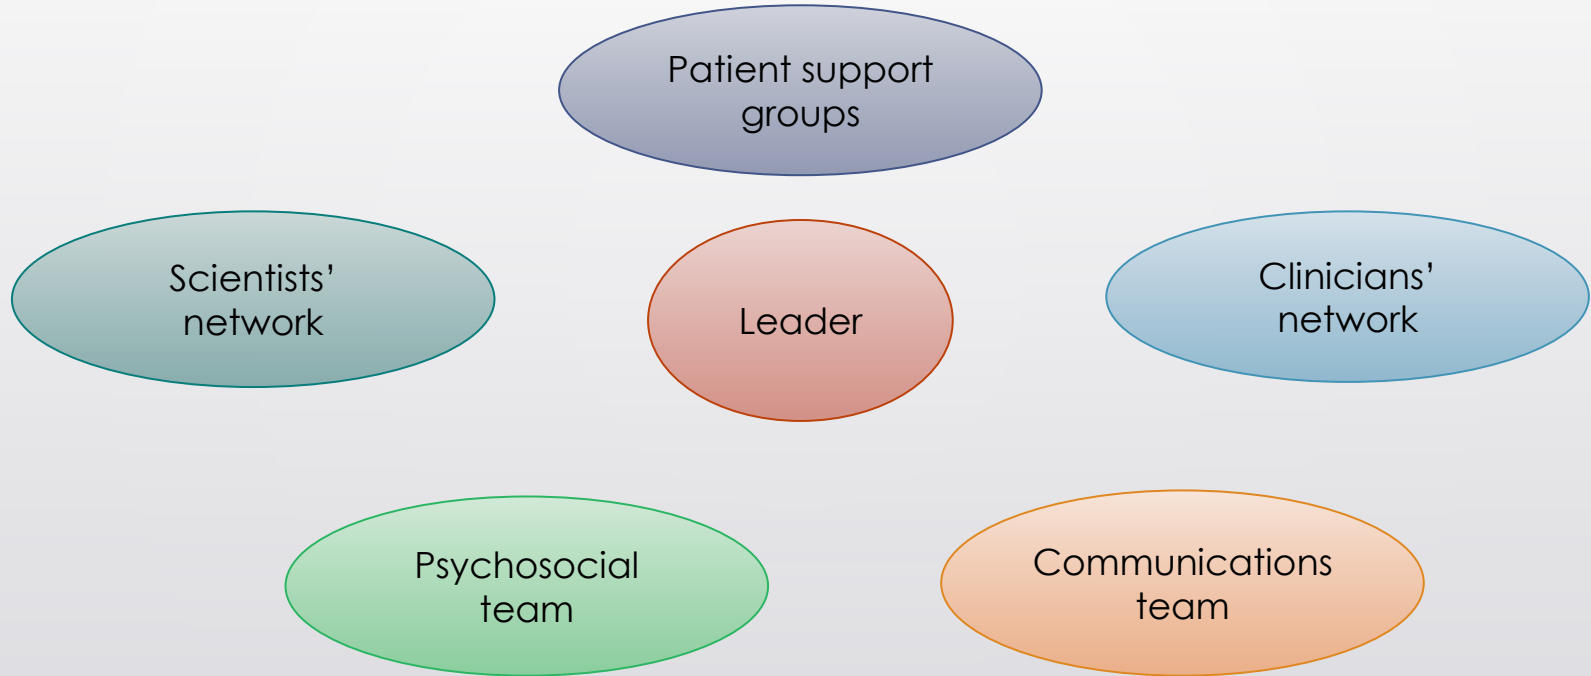 Patient support
groups
Scientists’
network
Leader
Clinicians’
network
Psychosocial
team
Communications
team